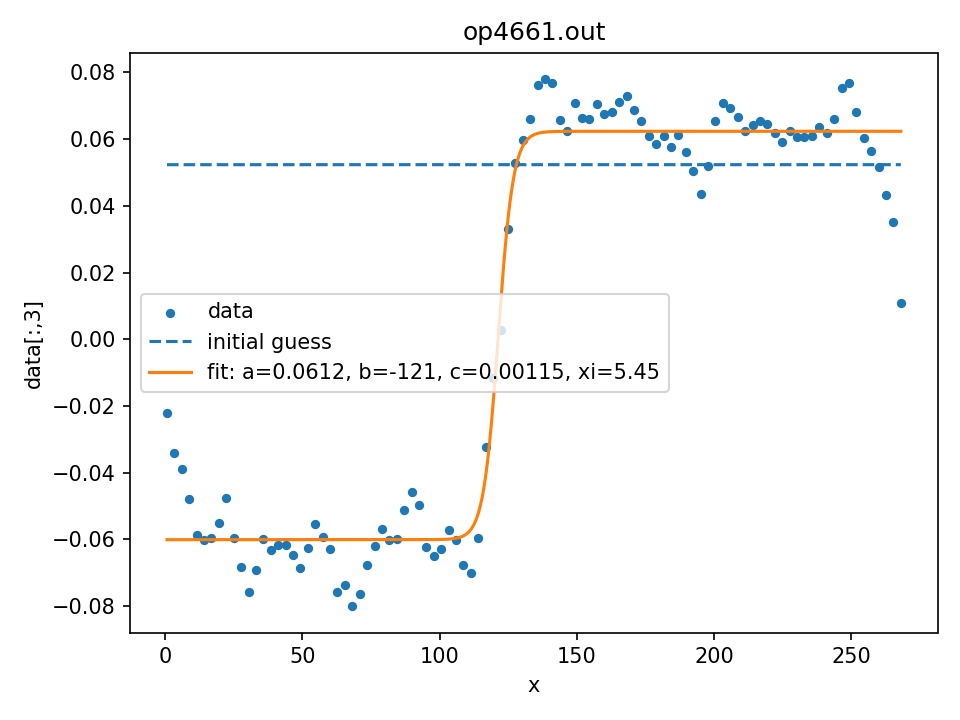 op4661.out
0.08
0.06
0.04
0.02
0.00
−0.02
−0.04
−0.06
−0.08
data[:,3]
data
initial guess
fit: a=0.0612, b=-121, c=0.00115, xi=5.45
0 50 100 150 200 250
x